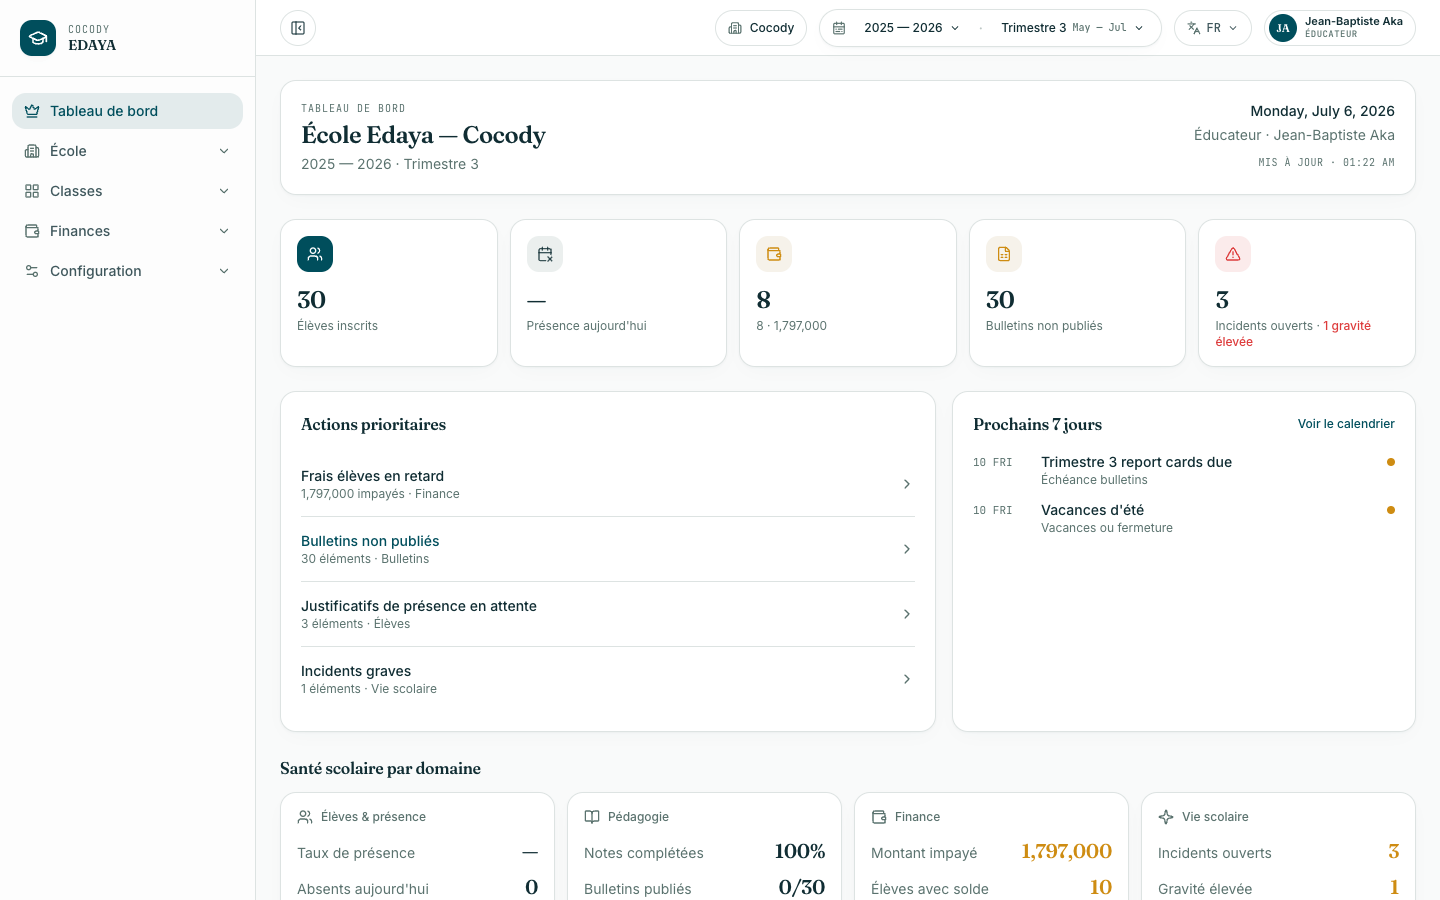 COCODY
EDAYA
Tableau de bord
École
Classes
Finances
Configuration
Cocody
2025 — 2026 · Trimestre 3 May — Jul
FR
JA
Jean-Baptiste Aka
ÉDUCATEUR
TABLEAU DE BORD
École Edaya — Cocody
2025 — 2026 · Trimestre 3
Monday, July 6, 2026
Éducateur · Jean-Baptiste Aka
MIS À JOUR · 01:22 AM
30
Élèves inscrits
—
Présence aujourd'hui
8
8 · 1,797,000
30
Bulletins non publiés
3
Incidents ouverts · 1 gravité
élevée
Actions prioritaires
Frais élèves en retard
1,797,000 impayés · Finance
Bulletins non publiés
30 éléments · Bulletins
Justificatifs de présence en attente
3 éléments · Élèves
Incidents graves
1 éléments · Vie scolaire
Prochains 7 jours
Voir le calendrier
10 FRI
Trimestre 3 report cards due
Échéance bulletins
10 FRI
Vacances d'été
Vacances ou fermeture
Santé scolaire par domaine
Élèves & présence
Taux de présence —
Absents aujourd'hui 0
Pédagogie
Notes complétées 100%
Bulletins publiés 0/30
Finance
Montant impayé 1,797,000
Élèves avec solde 10
Vie scolaire
Incidents ouverts 3
Gravité élevée 1